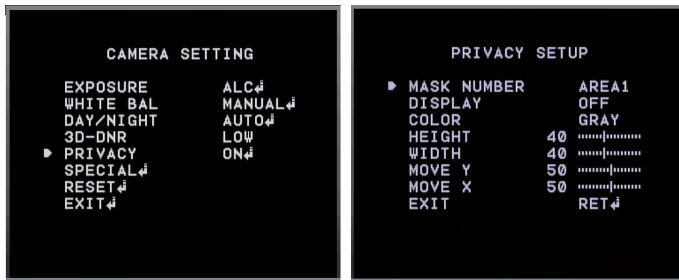 CAMERA SETTING
EXPOSURE ALC↲
WHITE BAL MANUAL↲
DAY/NIGHT AUTO↲
3D-DNR LOW
PRIVACY ON↲
SPECIAL↲
RESET↲
EXIT↲
PRIVACY SETUP
MASK NUMBER AREA1
DISPLAY OFF
COLOR GRAY
HEIGHT 40
WIDTH 40
MOVE Y 50
MOVE X 50
EXIT RET↲